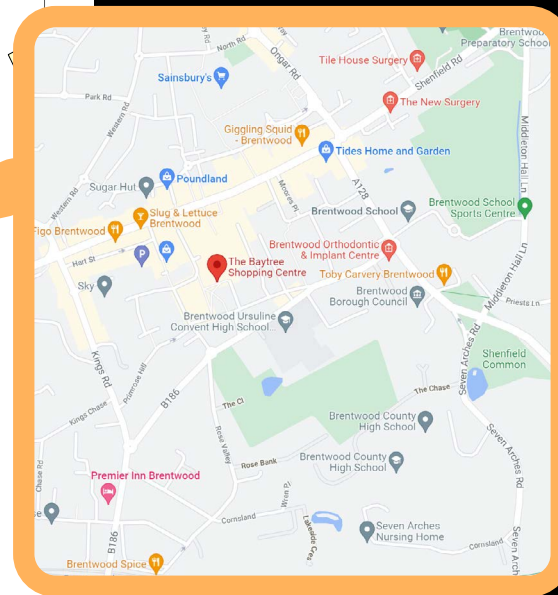 North Rd
Ongar Rd
Brentwood
Preparatory School
Tile House Surgery
Shenfield Rd
Sainsbury's
Park Rd
Western Rd
The New Surgery
Giggling Squid
- Brentwood
Tides Home and Garden
Middleton Hall Ln
A128
Poundland
Sugar Hut
Western Rd
Moores Pl
Slug & Lettuce
Brentwood
Brentwood School
Brentwood School
Sports Centre
Figo Brentwood
Hart St
P
The Baytree
Shopping Centre
Brentwood Orthodontic
& Implant Centre
Toby Carvery Brentwood
Middleton Hall Ln
Sky
Brentwood
Borough Council
Priests Ln
Brentwood Ursuline
Convent High School...
Seven Arches Rd
Shenfield
Common
Kings Rd
Primrose Hill
B186
The Chase
Kings Chase
The Cl
Brentwood County
High School
Rose Valley
Seven Arches Rd
Brentwood County
High School
Rose Bank
Chase Rd
Premier Inn Brentwood
Wren Pl
Cornsland
Lakeside Cres
Seven Arches
Nursing Home
B186
Cornsland
Seven Arches Rd
Brentwood Spice